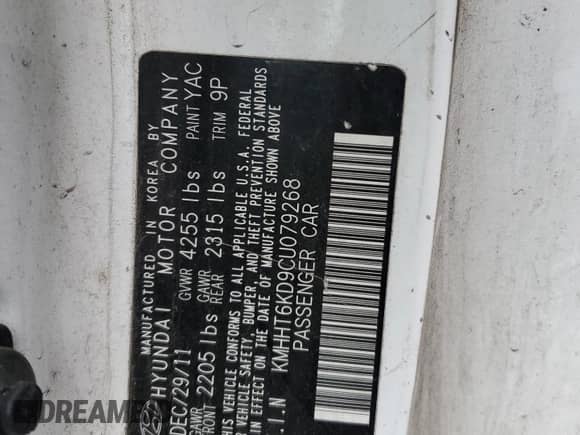 MANUFACTURED IN KOREA BY
HYUNDAI MOTOR COMPANY
DEC/29/11 GVWR 4255 lbs PAINT YAC
GAWR FRONT 2205 lbs GAWR REAR 2315 lbs TRIM 9P
THIS VEHICLE CONFORMS TO ALL APPLICABLE U.S.A. FEDERAL
MOTOR VEHICLE SAFETY, BUMPER, AND THEFT PREVENTION STANDARDS
IN EFFECT ON THE DATE OF MANUFACTURE SHOWN ABOVE
V.I.N KMHHT6KD9CU079268
PASSENGER CAR
DREAME